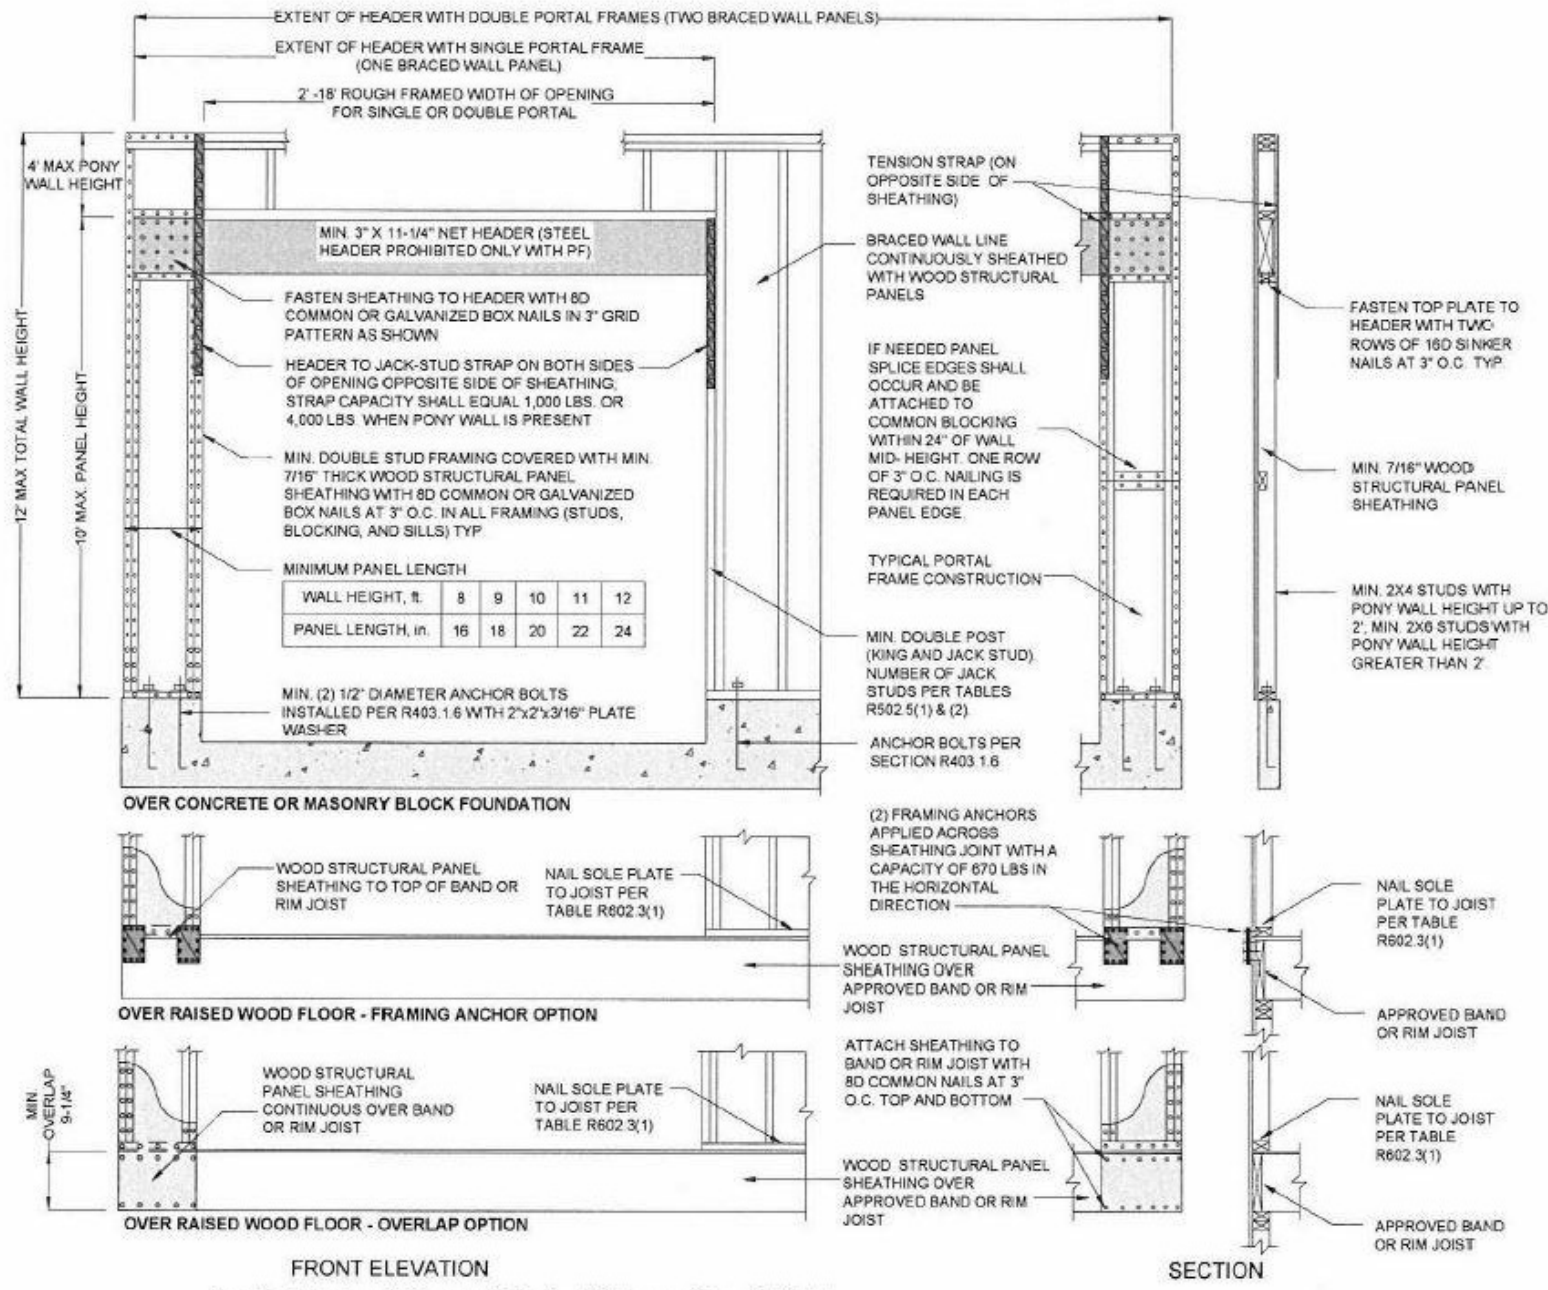 EXTENT OF HEADER WITH DOUBLE PORTAL FRAMES (TWO BRACED WALL PANELS)
EXTENT OF HEADER WITH SINGLE PORTAL FRAME
(ONE BRACED WALL PANEL)
2' -18' ROUGH FRAMED WIDTH OF OPENING
FOR SINGLE OR DOUBLE PORTAL
4' MAX PONY
WALL HEIGHT
12' MAX TOTAL WALL HEIGHT
10' MAX. PANEL HEIGHT
MIN. 3" X 11-1/4" NET HEADER (STEEL
HEADER PROHIBITED ONLY WITH PF)
FASTEN SHEATHING TO HEADER WITH 8D
COMMON OR GALVANIZED BOX NAILS IN 3" GRID
PATTERN AS SHOWN
HEADER TO JACK-STUD STRAP ON BOTH SIDES
OF OPENING OPPOSITE SIDE OF SHEATHING,
STRAP CAPACITY SHALL EQUAL 1,000 LBS. OR
4,000 LBS WHEN PONY WALL IS PRESENT
MIN. DOUBLE STUD FRAMING COVERED WITH MIN.
7/16" THICK WOOD STRUCTURAL PANEL
SHEATHING WITH 8D COMMON OR GALVANIZED
BOX NAILS AT 3" O.C. IN ALL FRAMING (STUDS,
BLOCKING, AND SILLS) TYP
MINIMUM PANEL LENGTH
WALL HEIGHT, ft. 8 9 10 11 12
PANEL LENGTH, in. 16 18 20 22 24
MIN. (2) 1/2" DIAMETER ANCHOR BOLTS
INSTALLED PER R403.1.6 WITH 2"x2"x3/16" PLATE
WASHER
OVER CONCRETE OR MASONRY BLOCK FOUNDATION
TENSION STRAP (ON
OPPOSITE SIDE OF
SHEATHING)
BRACED WALL LINE
CONTINUOUSLY SHEATHED
WITH WOOD STRUCTURAL
PANELS
IF NEEDED PANEL
SPLICE EDGES SHALL
OCCUR AND BE
ATTACHED TO
COMMON BLOCKING
WITHIN 24" OF WALL
MID- HEIGHT. ONE ROW
OF 3" O.C. NAILING IS
REQUIRED IN EACH
PANEL EDGE
TYPICAL PORTAL
FRAME CONSTRUCTION
MIN. DOUBLE POST
(KING AND JACK STUD).
NUMBER OF JACK
STUDS PER TABLES
R502.5(1) & (2)
ANCHOR BOLTS PER
SECTION R403 1.6
FASTEN TOP PLATE TO
HEADER WITH TWO
ROWS OF 16D SINKER
NAILS AT 3" O.C. TYP.
MIN. 7/16" WOOD
STRUCTURAL PANEL
SHEATHING
MIN. 2X4 STUDS WITH
PONY WALL HEIGHT UP TO
2', MIN. 2X6 STUDS WITH
PONY WALL HEIGHT
GREATER THAN 2'.
WOOD STRUCTURAL PANEL
SHEATHING TO TOP OF BAND OR
RIM JOIST
NAIL SOLE PLATE
TO JOIST PER
TABLE R602.3(1)
(2) FRAMING ANCHORS
APPLIED ACROSS
SHEATHING JOINT WITH A
CAPACITY OF 670 LBS IN
THE HORIZONTAL
DIRECTION
WOOD STRUCTURAL PANEL
SHEATHING OVER
APPROVED BAND OR RIM
JOIST
NAIL SOLE
PLATE TO JOIST
PER TABLE
R602.3(1)
APPROVED BAND
OR RIM JOIST
OVER RAISED WOOD FLOOR - FRAMING ANCHOR OPTION
MIN.
OVERLAP
9-1/4"
WOOD STRUCTURAL
PANEL SHEATHING
CONTINUOUS OVER BAND
OR RIM JOIST
NAIL SOLE PLATE
TO JOIST PER
TABLE R602.3(1)
ATTACH SHEATHING TO
BAND OR RIM JOIST WITH
8D COMMON NAILS AT 3"
O.C. TOP AND BOTTOM
WOOD STRUCTURAL PANEL
SHEATHING OVER
APPROVED BAND OR RIM
JOIST
NAIL SOLE
PLATE TO JOIST
PER TABLE
R602.3(1)
APPROVED BAND
OR RIM JOIST
OVER RAISED WOOD FLOOR - OVERLAP OPTION
FRONT ELEVATION
SECTION